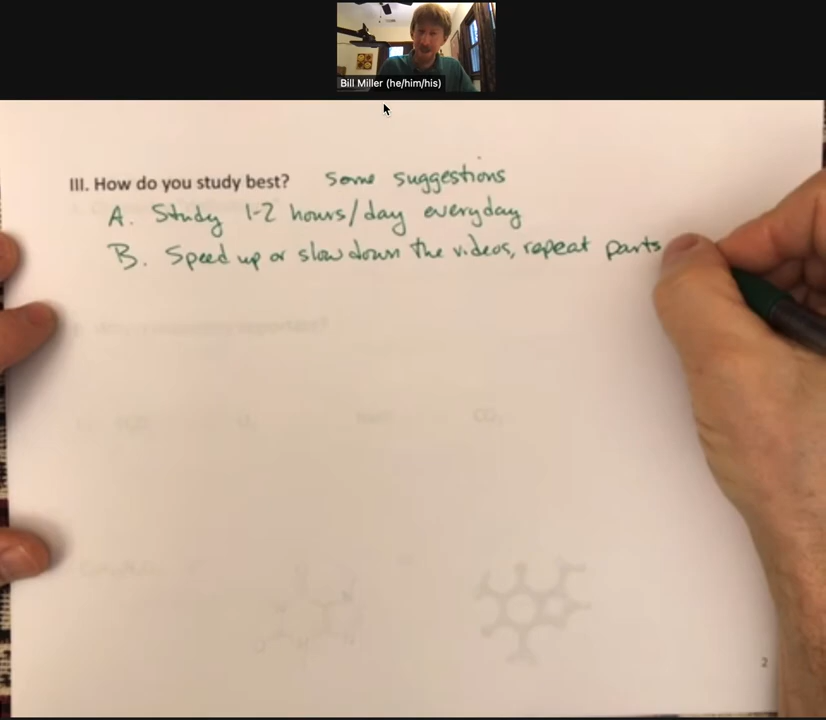 Bill Miller (he/him/his)
III. How do you study best? Some suggestions
A. Study 1-2 hours/day everyday
B. Speed up or slow down the videos, repeat parts
2